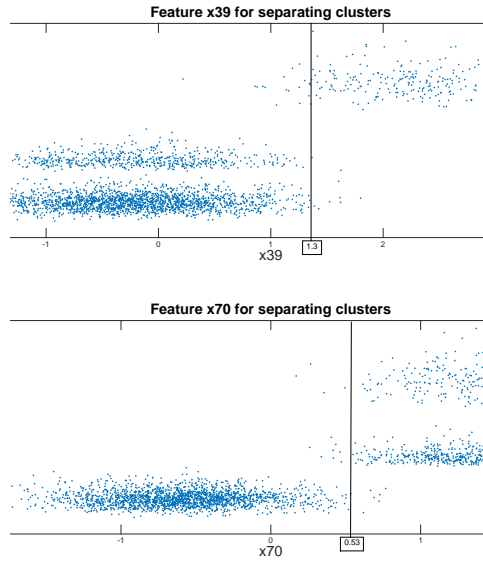 Feature x39 for separating clusters
-1 0 1 2
1.3
x39
Feature x70 for separating clusters
-1 0 1
0.53
x70